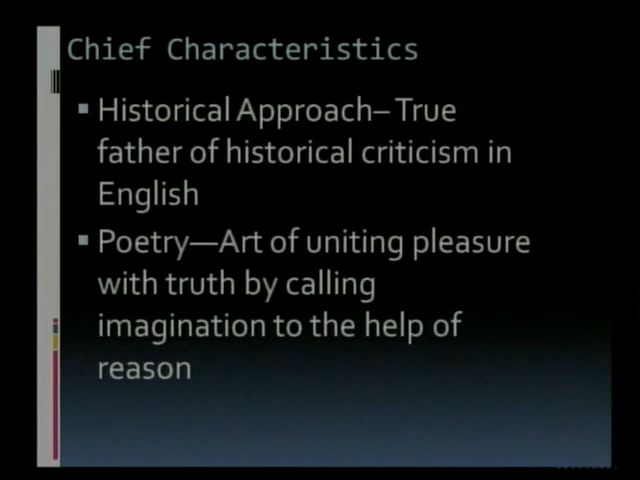 Chief Characteristics
▪ Historical Approach– True
father of historical criticism in
English
▪ Poetry—Art of uniting pleasure
with truth by calling
imagination to the help of
reason